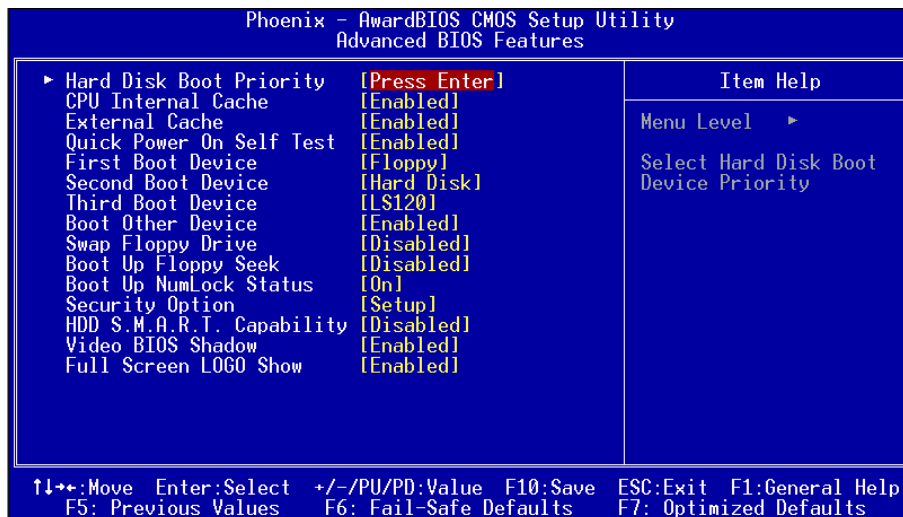 Phoenix - AwardBIOS CMOS Setup Utility
Advanced BIOS Features
► Hard Disk Boot Priority [Press Enter]
CPU Internal Cache [Enabled]
External Cache [Enabled]
Quick Power On Self Test [Enabled]
First Boot Device [Floppy]
Second Boot Device [Hard Disk]
Third Boot Device [LS120]
Boot Other Device [Enabled]
Swap Floppy Drive [Disabled]
Boot Up Floppy Seek [Disabled]
Boot Up NumLock Status [On]
Security Option [Setup]
HDD S.M.A.R.T. Capability [Disabled]
Video BIOS Shadow [Enabled]
Full Screen LOGO Show [Enabled]
Item Help
Menu Level ►
Select Hard Disk Boot
Device Priority
↑↓→←:Move Enter:Select +/-/PU/PD:Value F10:Save ESC:Exit F1:General Help
F5: Previous Values F6: Fail-Safe Defaults F7: Optimized Defaults